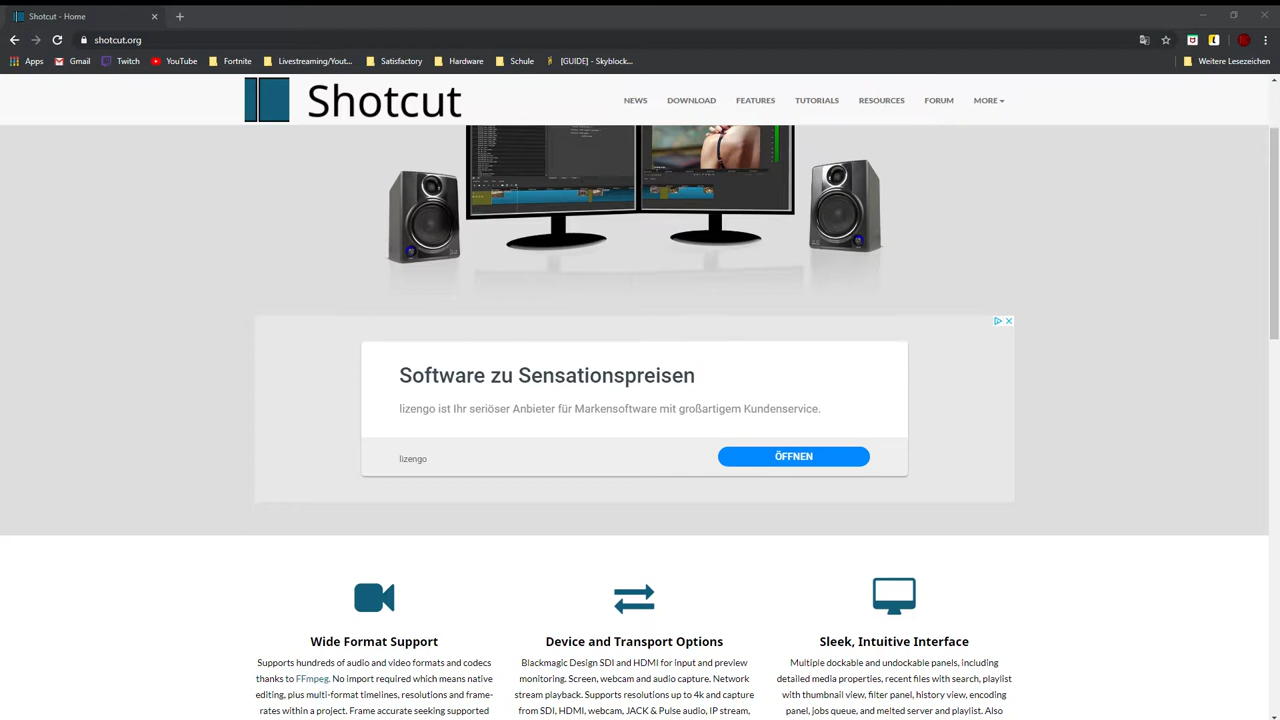 Shotcut - Home
shotcut.org
Apps Gmail Twitch YouTube Fortnite Livestreaming/Yout... Satisfactory Hardware Schule [GUIDE] - Skyblock... Weitere Lesezeichen
Shotcut
NEWS DOWNLOAD FEATURES TUTORIALS RESOURCES FORUM MORE
Software zu Sensationspreisen
lizengo ist Ihr seriöser Anbieter für Markensoftware mit großartigem Kundenservice.
lizengo
ÖFFNEN
Wide Format Support
Supports hundreds of audio and video formats and codecs
thanks to FFmpeg. No import required which means native
editing, plus multi-format timelines, resolutions and frame-
rates within a project. Frame accurate seeking supported
Device and Transport Options
Blackmagic Design SDI and HDMI for input and preview
monitoring. Screen, webcam and audio capture. Network
stream playback. Supports resolutions up to 4k and capture
from SDI, HDMI, webcam, JACK & Pulse audio, IP stream,
Sleek, Intuitive Interface
Multiple dockable and undockable panels, including
detailed media properties, recent files with search, playlist
with thumbnail view, filter panel, history view, encoding
panel, jobs queue, and melted server and playlist. Also